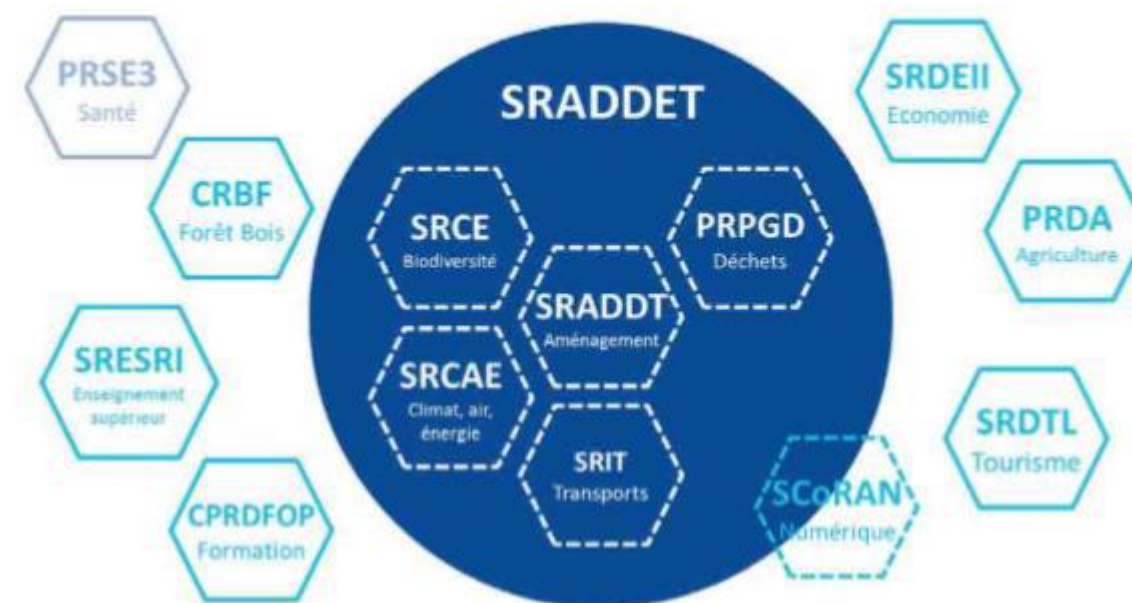 PRSE3
Santé
CRBF
Forêt Bois
SRESRI
Enseignement
supérieur
CPRDFOP
Formation
SRADDET
SRCE
Biodiversité
PRPGD
Déchets
SRADDT
Aménagement
SRCAE
Climat, air,
énergie
SRIT
Transports
SCoRAN
Numérique
SRDEII
Economie
PRDA
Agriculture
SRDTL
Tourisme